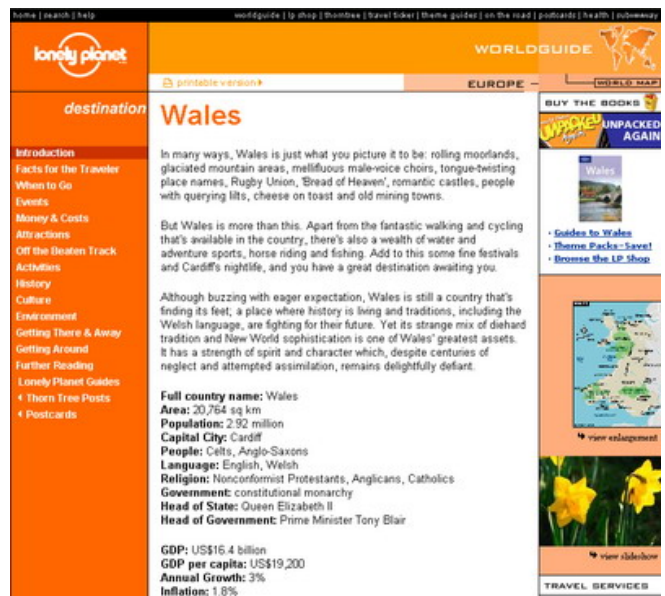 home | search | help
worldguide | lp shop | thorntree | travel ticker | theme guides | on the road | postcards | health | subwwway
lonely planet
WORLDGUIDE
printable version
EUROPE
WORLD MAP
destination
Introduction
Facts for the Traveler
When to Go
Events
Money & Costs
Attractions
Off the Beaten Track
Activities
History
Culture
Environment
Getting There & Away
Getting Around
Further Reading
Lonely Planet Guides
Thorn Tree Posts
Postcards
Wales
In many ways, Wales is just what you picture it to be: rolling moorlands,
glaciated mountain areas, mellifluous male-voice choirs, tongue-twisting
place names, Rugby Union, 'Bread of Heaven', romantic castles, people
with querying lilts, cheese on toast and old mining towns.
But Wales is more than this. Apart from the fantastic walking and cycling
that's available in the country, there's also a wealth of water and
adventure sports, horse riding and fishing. Add to this some fine festivals
and Cardiff's nightlife, and you have a great destination awaiting you.
Although buzzing with eager expectation, Wales is still a country that's
finding its feet; a place where history is living and traditions, including the
Welsh language, are fighting for their future. Yet its strange mix of diehard
tradition and New World sophistication is one of Wales' greatest assets.
It has a strength of spirit and character which, despite centuries of
neglect and attempted assimilation, remains delightfully defiant.
Full country name: Wales
Area: 20,764 sq km
Population: 2.92 million
Capital City: Cardiff
People: Celts, Anglo-Saxons
Language: English, Welsh
Religion: Nonconformist Protestants, Anglicans, Catholics
Government: constitutional monarchy
Head of State: Queen Elizabeth II
Head of Government: Prime Minister Tony Blair
GDP: US$16.4 billion
GDP per capita: US$19,200
Annual Growth: 3%
Inflation: 1.8%
BUY THE BOOKS
UNPACKED
UNPACKED
AGAIN
Wales
Guides to Wales
Theme Packs-Save!
Browse the LP Shop
view enlargement
view slideshow
TRAVEL SERVICES